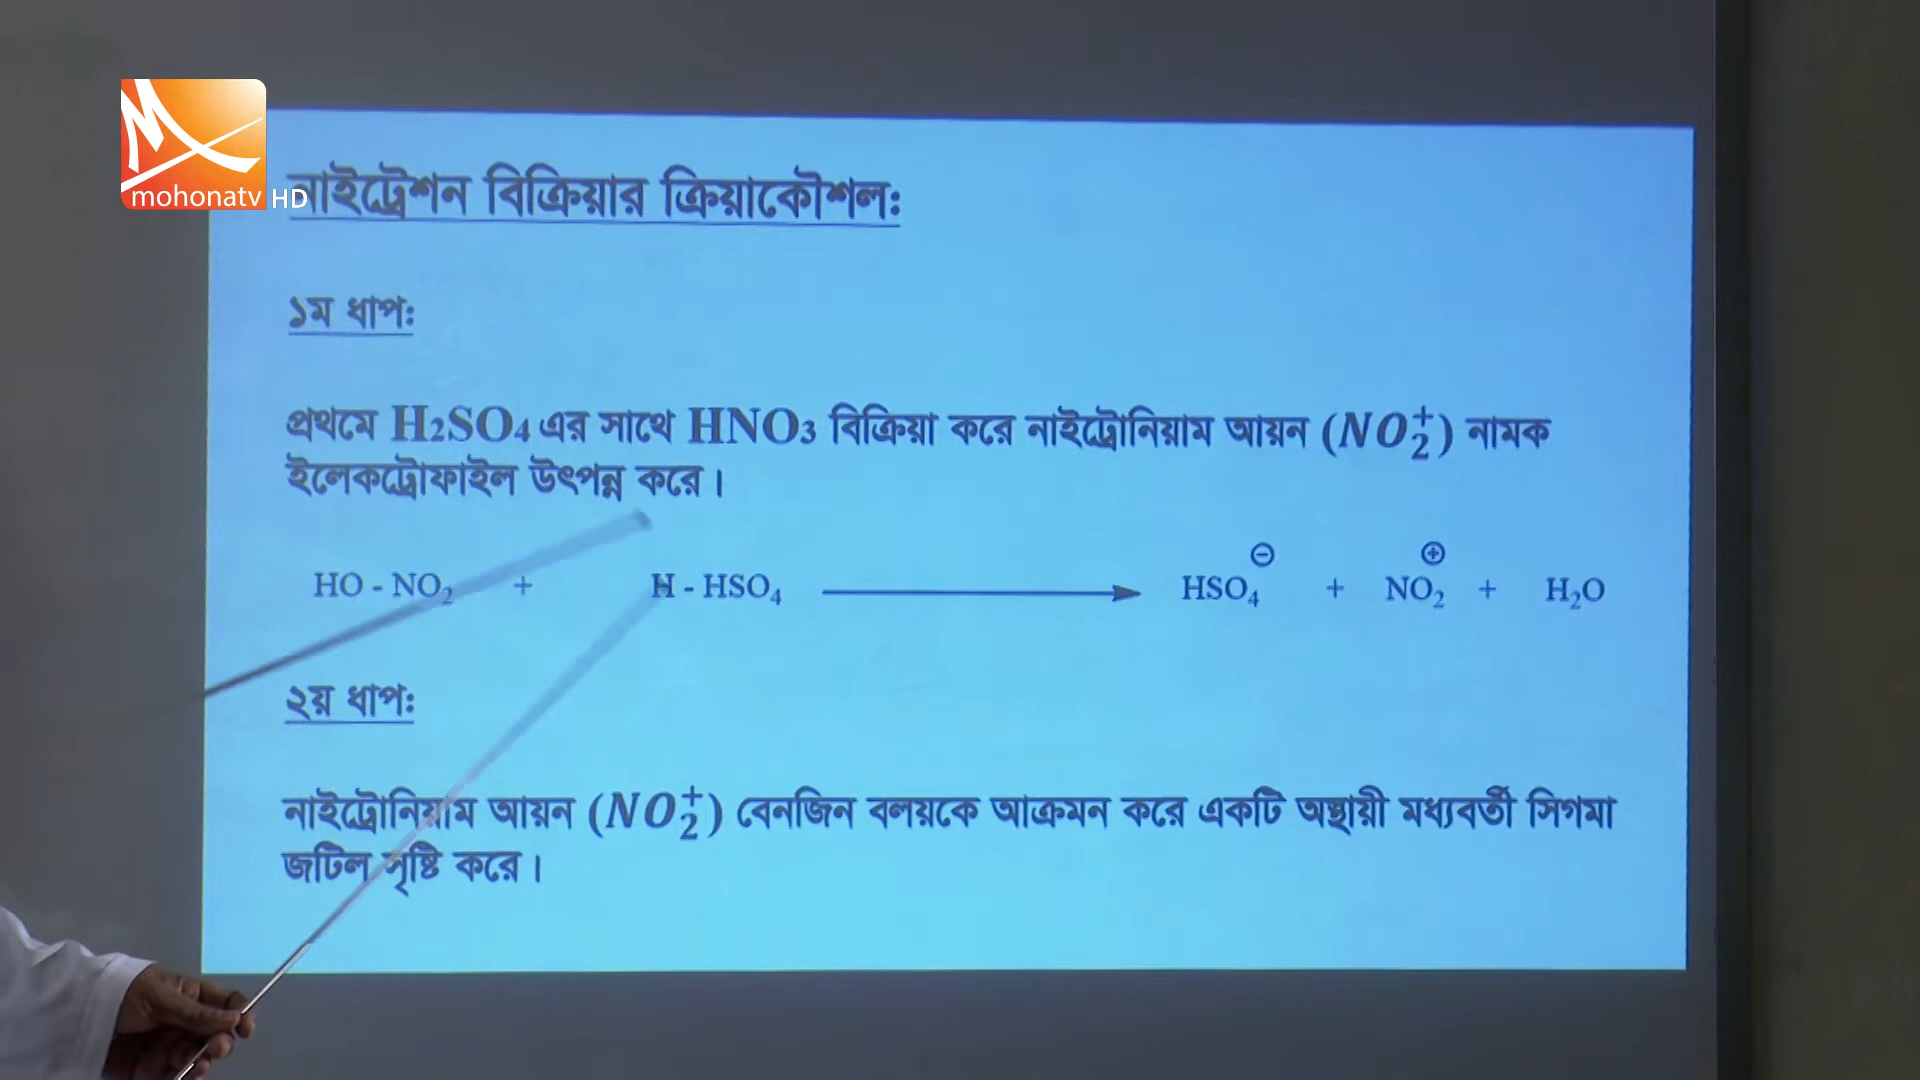 mohonatv HD
নাইট্রেশন বিক্রিয়ার ক্রিয়াকৌশল:
১ম ধাপ:
প্রথমে H₂SO₄ এর সাথে HNO₃ বিক্রিয়া করে নাইট্রোনিয়াম আয়ন (NO₂⁺) নামক
ইলেকট্রোফাইল উৎপন্ন করে।
HO - NO₂ + H - HSO₄ ⟶ HSO₄⊖ + NO₂⊕ + H₂O
২য় ধাপ:
নাইট্রোনিয়াম আয়ন (NO₂⁺) বেনজিন বলয়কে আক্রমন করে একটি অস্থায়ী মধ্যবর্তী সিগমা
জটিল সৃষ্টি করে।